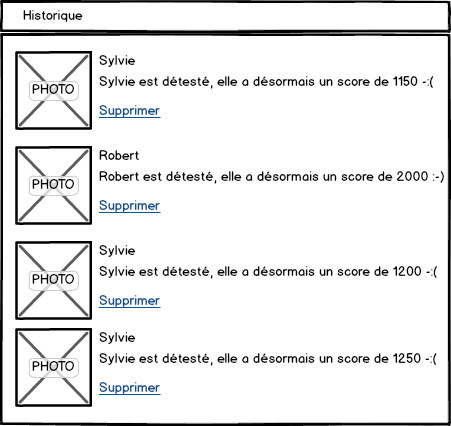 Historique
PHOTO
Sylvie
Sylvie est détesté, elle a désormais un score de 1150 -:(
Supprimer
PHOTO
Robert
Robert est détesté, elle a désormais un score de 2000 :-)
Supprimer
PHOTO
Sylvie
Sylvie est détesté, elle a désormais un score de 1200 -:(
Supprimer
PHOTO
Sylvie
Sylvie est détesté, elle a désormais un score de 1250 -:(
Supprimer